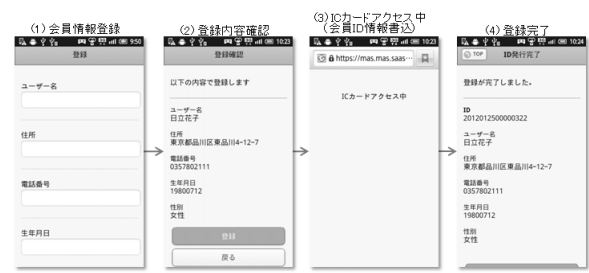 (1) 会員情報登録
9:50
登録
ユーザー名
住所
電話番号
生年月日
(2) 登録内容確認
10:23
登録確認
以下の内容で登録します
ユーザー名
日立花子
住所
東京都品川区東品川4-12-7
電話番号
0357802111
生年月日
19800712
性別
女性
登録
戻る
(3) ICカードアクセス中
(会員ID情報書込)
10:23
https://mas.mas.saas…
ICカードアクセス中
(4) 登録完了
10:24
TOP
ID発行完了
登録が完了しました。
ID
2012012500000322
ユーザー名
日立花子
住所
東京都品川区東品川4-12-7
電話番号
0357802111
生年月日
19800712
性別
女性